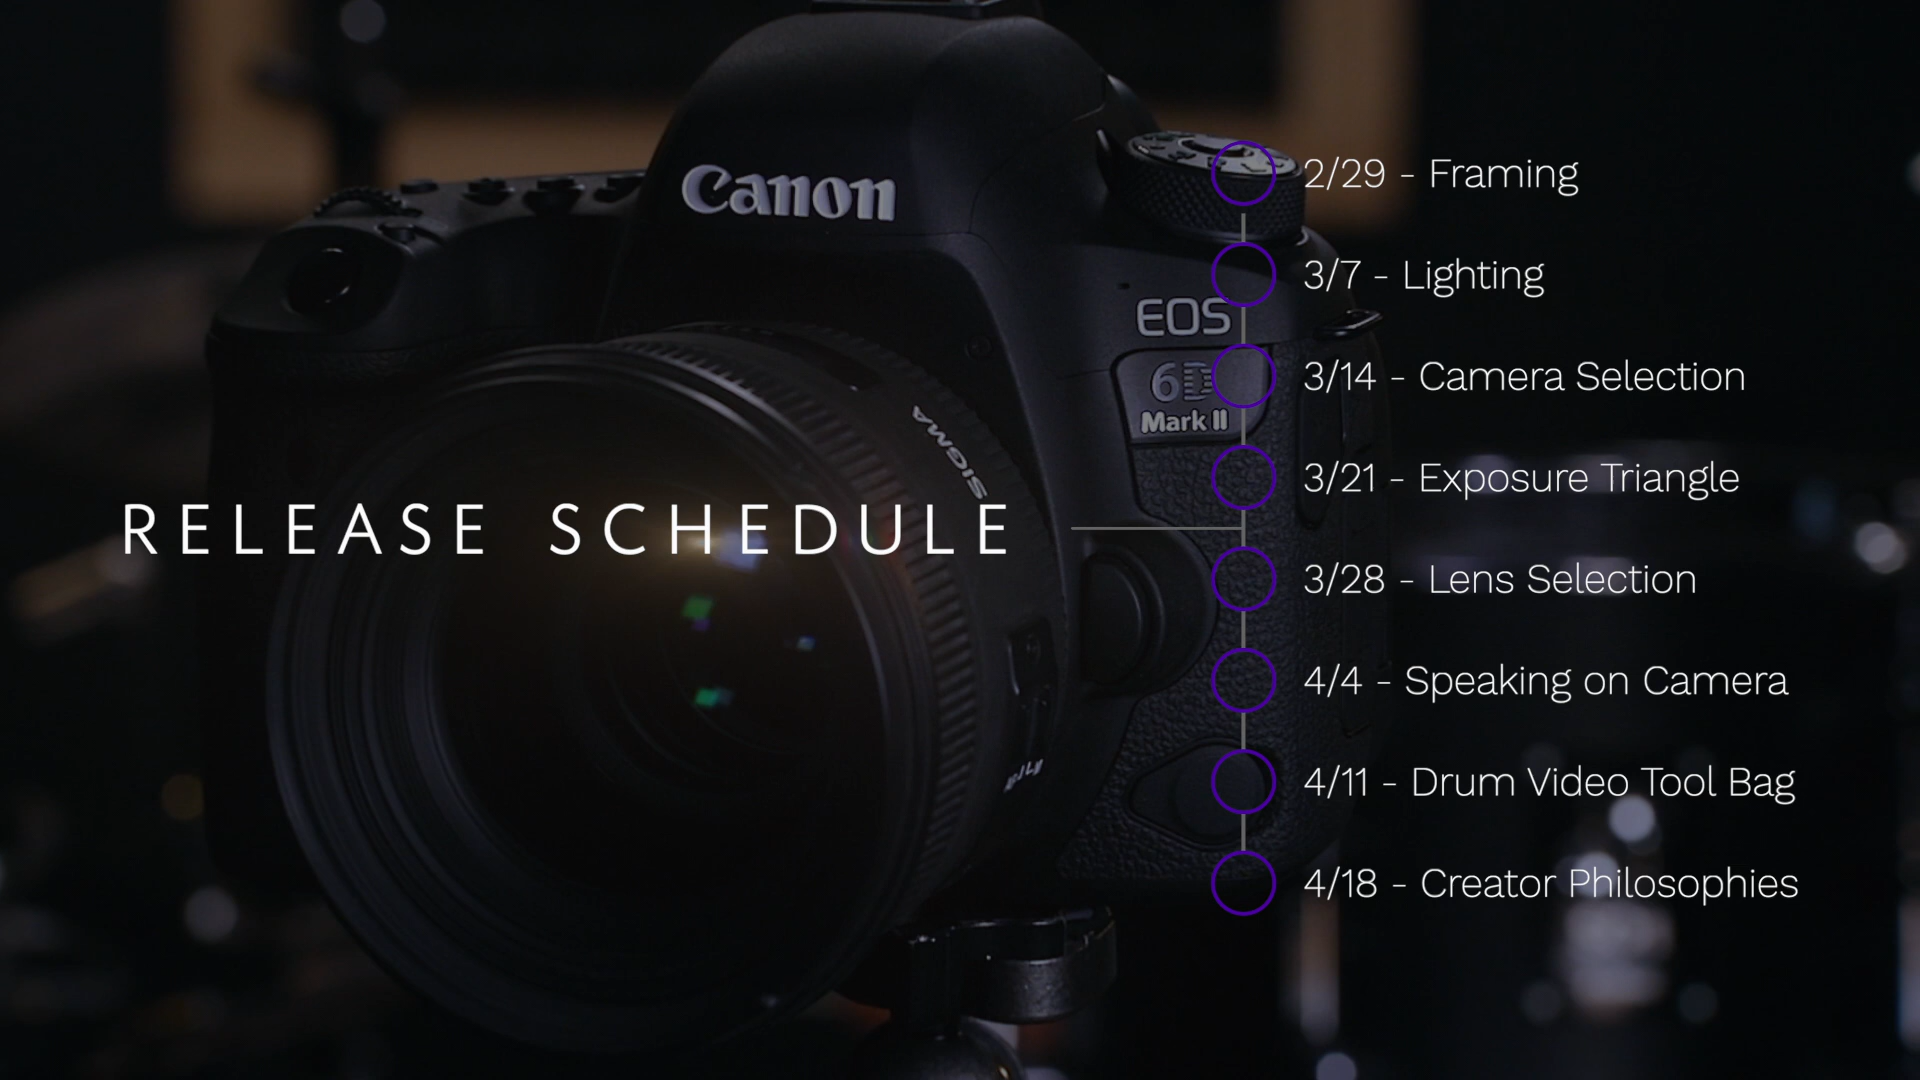 Canon
EOS
6D
Mark II
SIGMA
RELEASE SCHEDULE
2/29 - Framing
3/7 - Lighting
3/14 - Camera Selection
3/21 - Exposure Triangle
3/28 - Lens Selection
4/4 - Speaking on Camera
4/11 - Drum Video Tool Bag
4/18 - Creator Philosophies